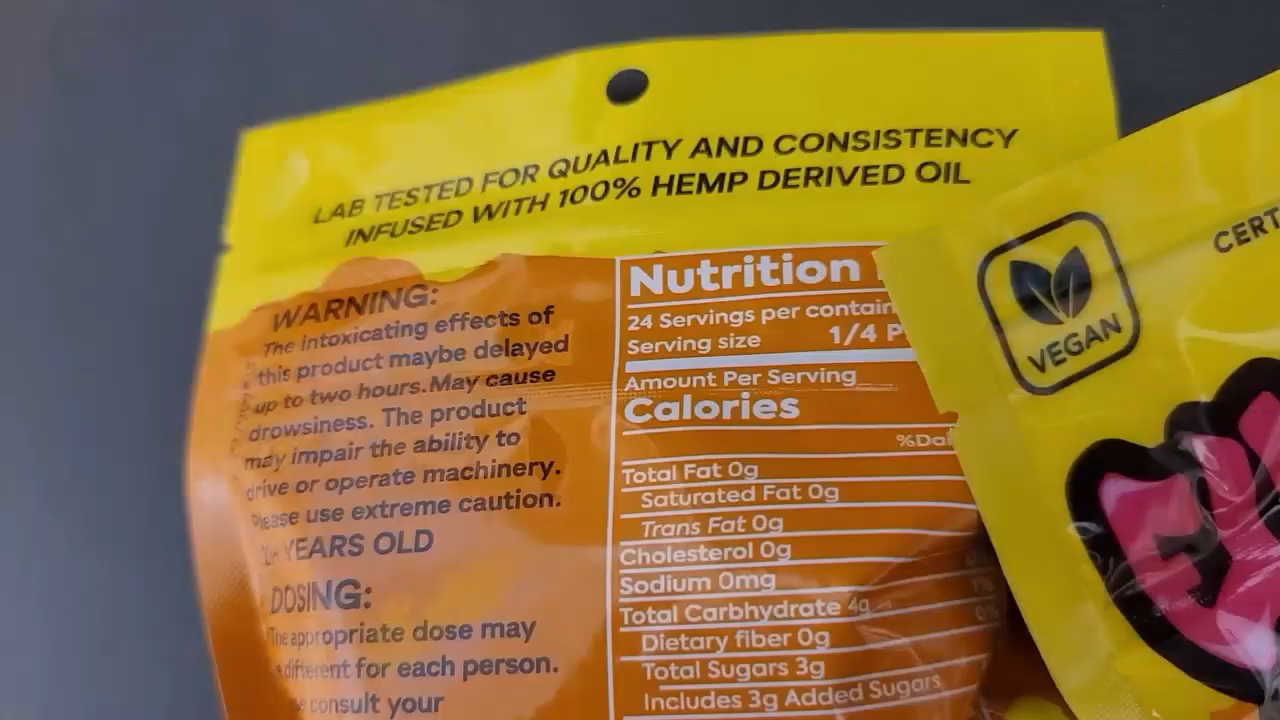 LAB TESTED FOR QUALITY AND CONSISTENCY
INFUSED WITH 100% HEMP DERIVED OIL
WARNING:
The intoxicating effects of
this product maybe delayed
up to two hours.May cause
drowsiness. The product
may impair the ability to
drive or operate machinery.
Please use extreme caution.
YEARS OLD
DOSING:
The appropriate dose may
different for each person.
consult your
Nutrition
24 Servings per contain
Serving size 1/4 P
Amount Per Serving
Calories
%Dai
Total Fat 0g
Saturated Fat 0g
Trans Fat 0g
Cholesterol 0g
Sodium 0mg
Total Carbhydrate 4g
Dietary fiber 0g
Total Sugars 3g
Includes 3g Added Sugars
VEGAN
CERT